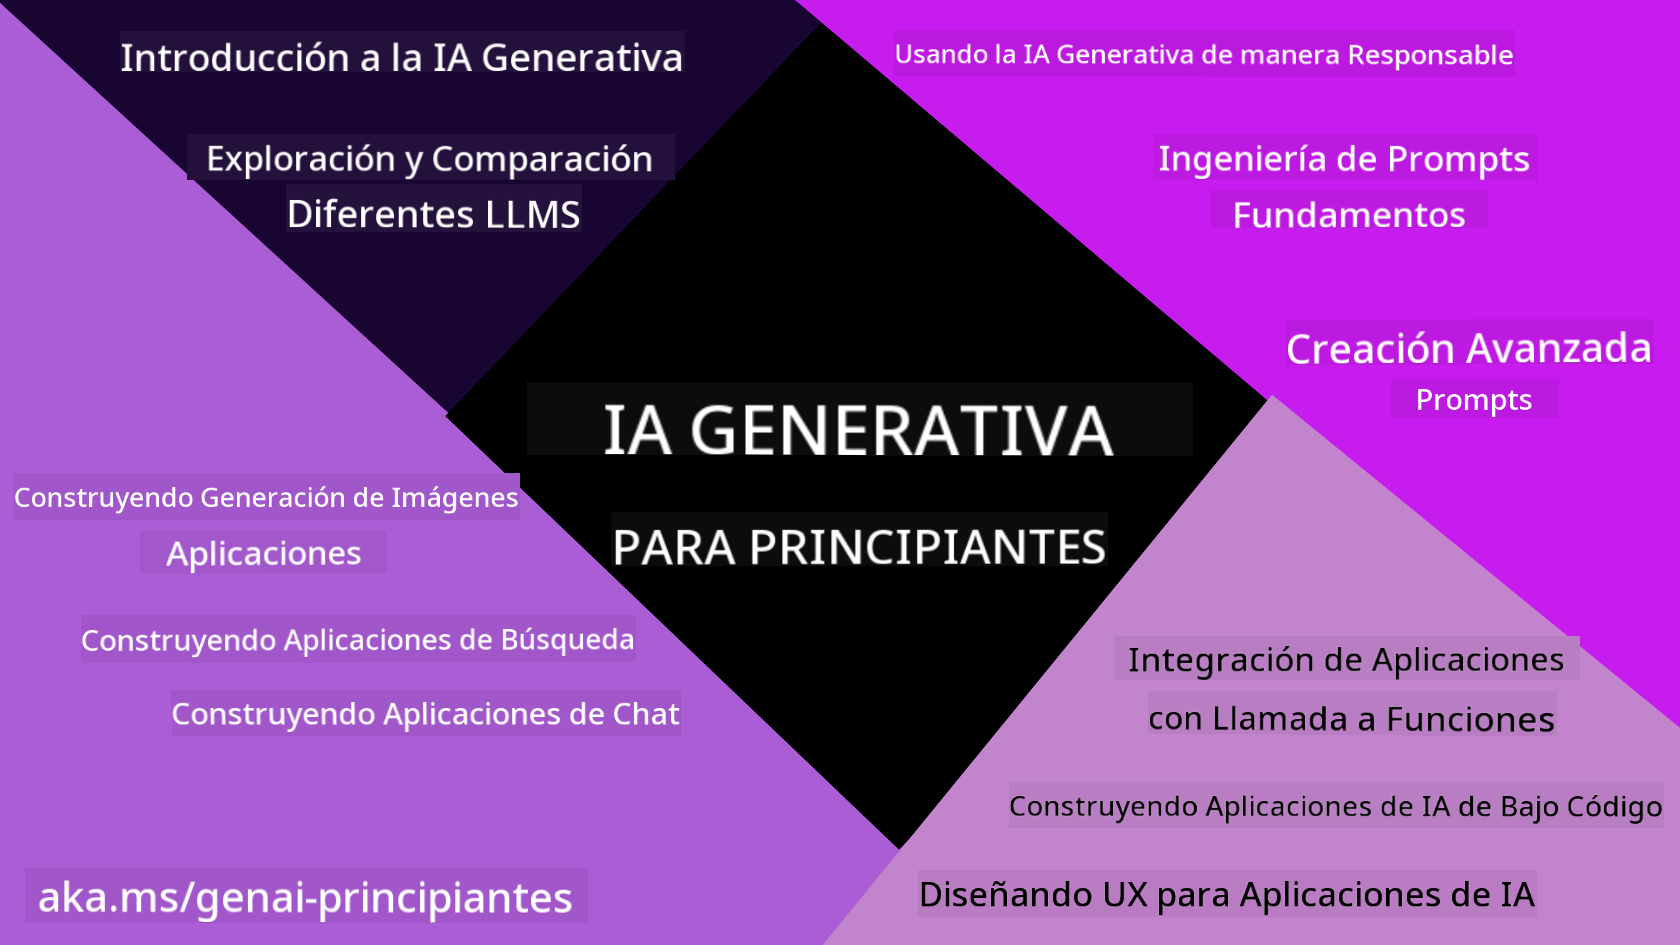 Introducción a la IA Generativa
Exploración y Comparación
Diferentes LLMS
Usando la IA Generativa de manera Responsable
Ingeniería de Prompts
Fundamentos
Creación Avanzada
Prompts
IA GENERATIVA
PARA PRINCIPIANTES
Construyendo Generación de Imágenes
Aplicaciones
Construyendo Aplicaciones de Búsqueda
Construyendo Aplicaciones de Chat
aka.ms/genai-principiantes
Integración de Aplicaciones
con Llamada a Funciones
Construyendo Aplicaciones de IA de Bajo Código
Diseñando UX para Aplicaciones de IA